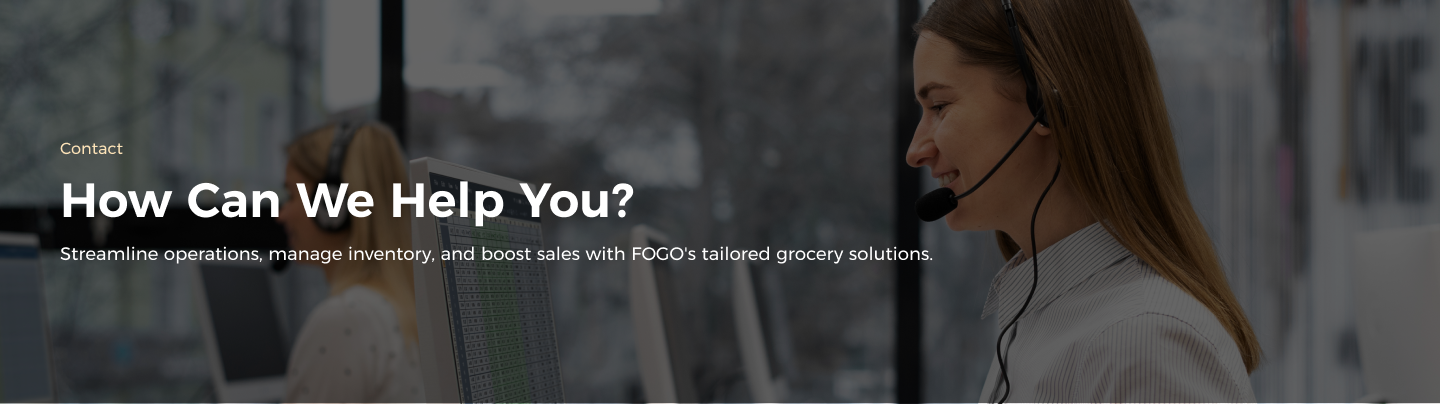 Contact
How Can We Help You?
Streamline operations, manage inventory, and boost sales with FOGO's tailored grocery solutions.